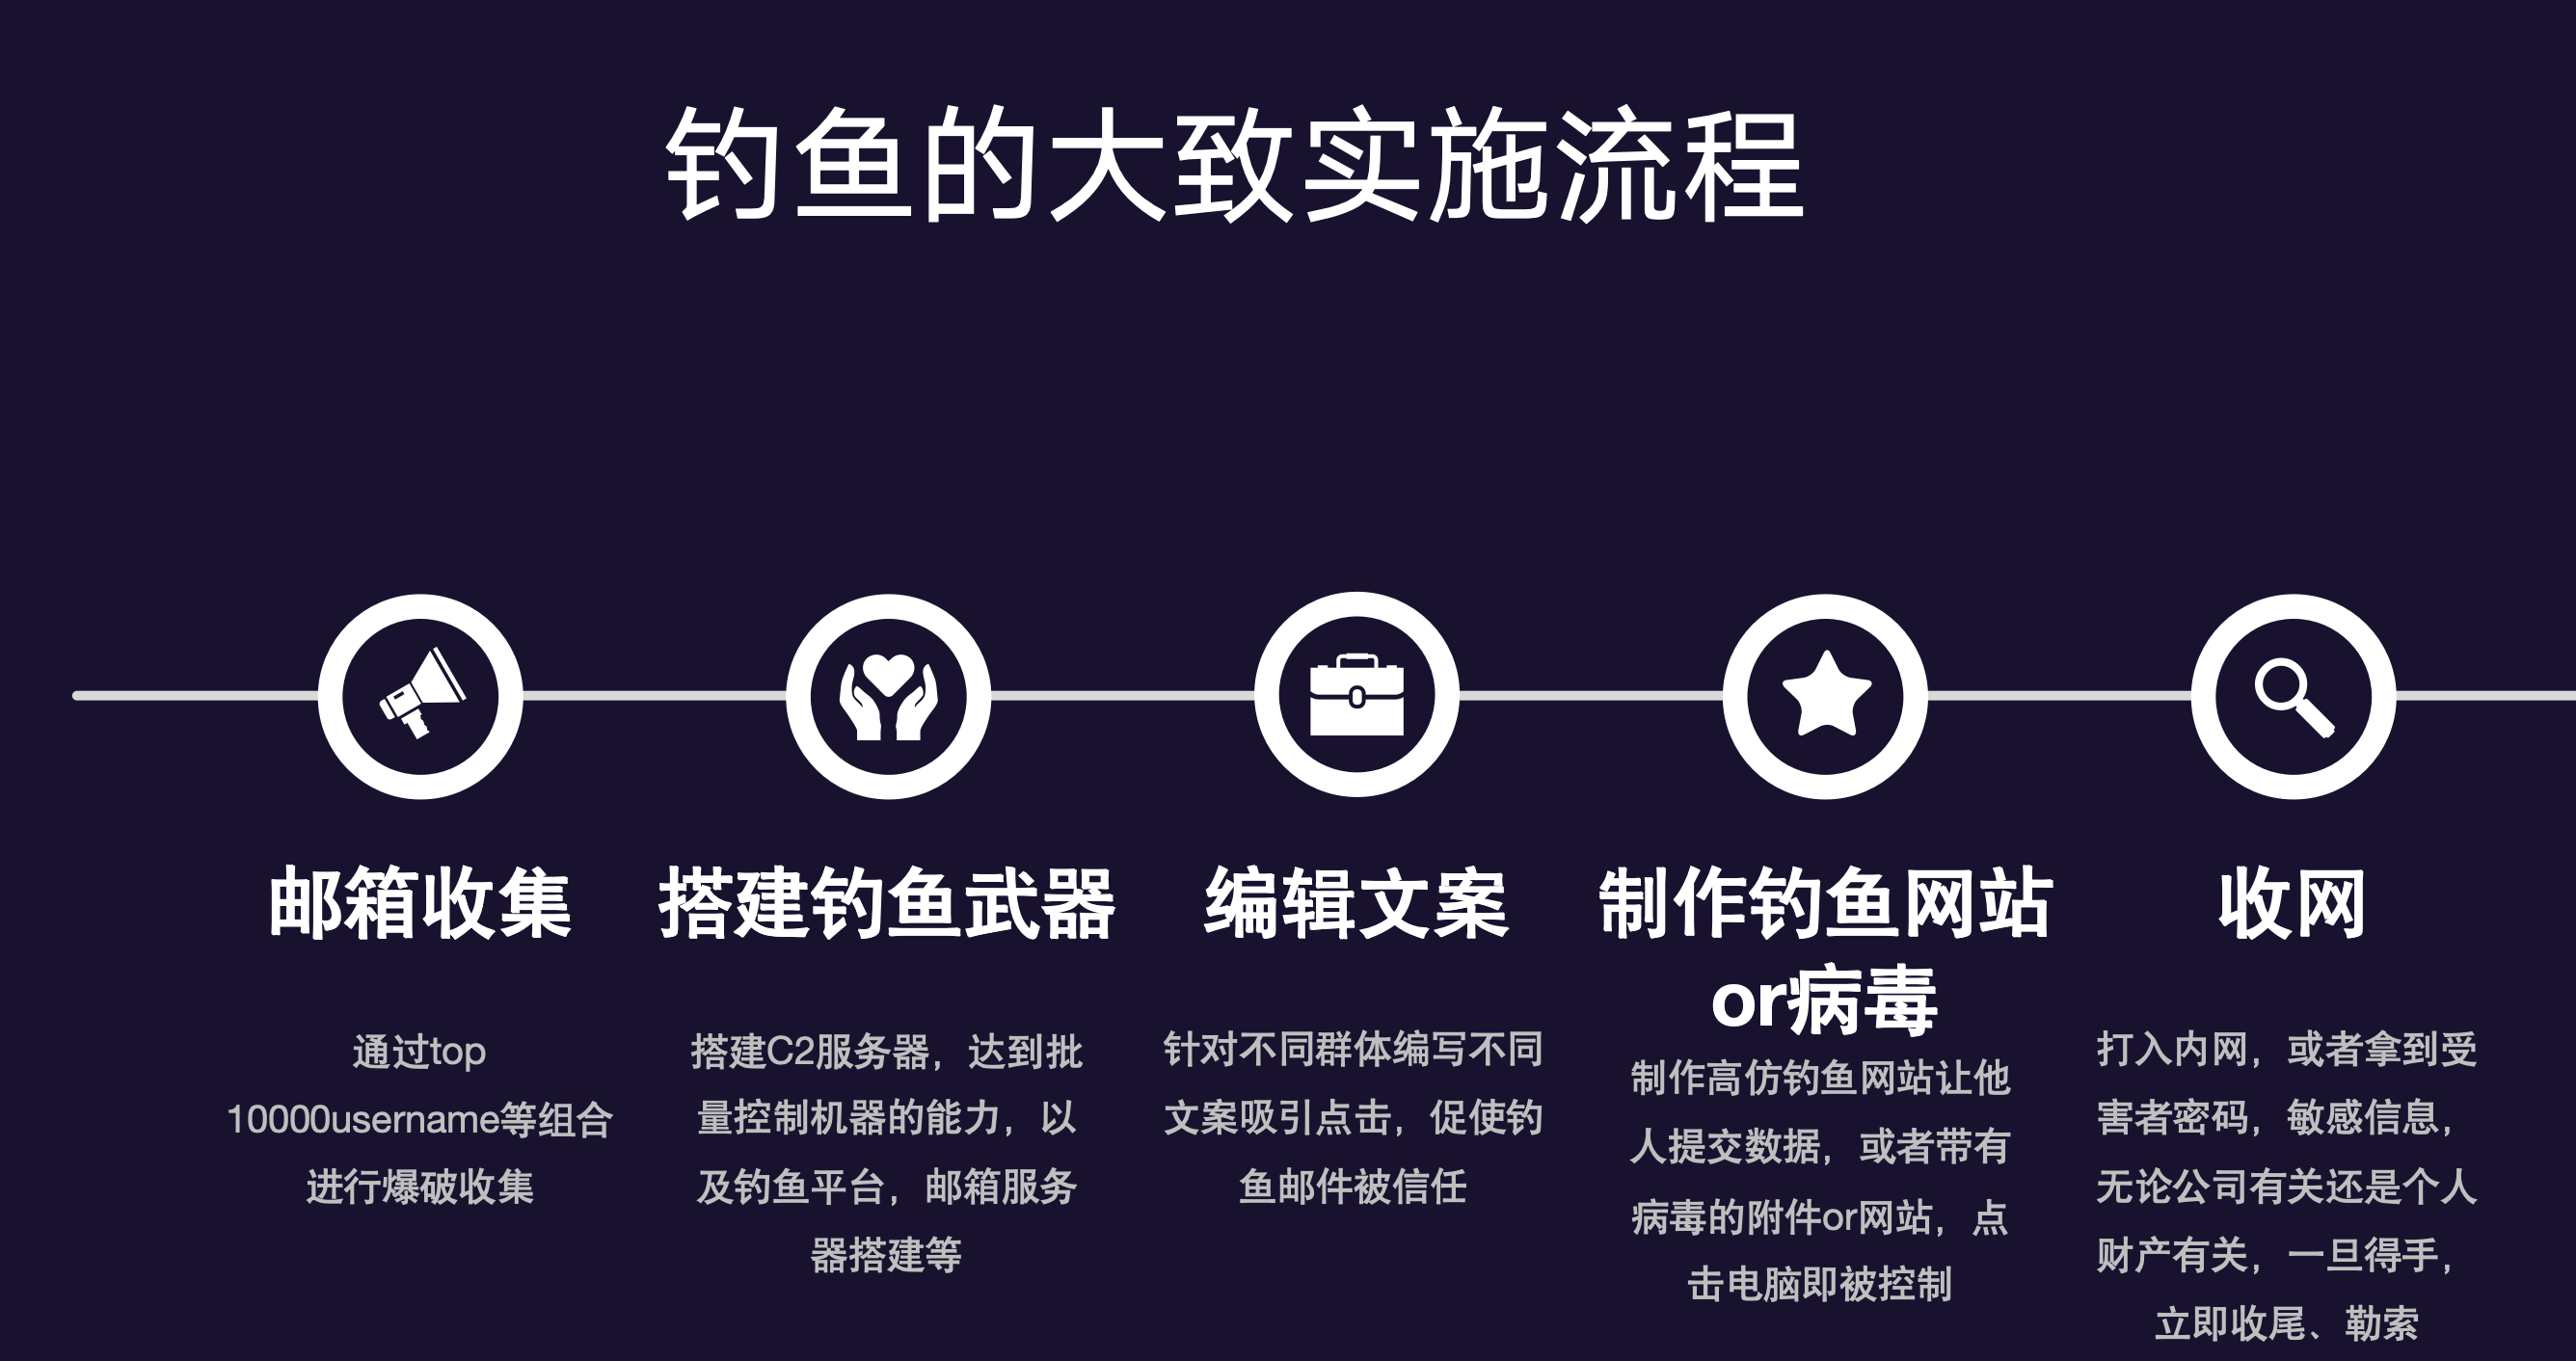 钓鱼的大致实施流程
邮箱收集
通过top
10000username等组合
进行爆破收集
搭建钓鱼武器
搭建C2服务器，达到批
量控制机器的能力，以
及钓鱼平台，邮箱服务
器搭建等
编辑文案
针对不同群体编写不同
文案吸引点击，促使钓
鱼邮件被信任
制作钓鱼网站
or病毒
制作高仿钓鱼网站让他
人提交数据，或者带有
病毒的附件or网站，点
击电脑即被控制
收网
打入内网，或者拿到受
害者密码，敏感信息，
无论公司有关还是个人
财产有关，一旦得手，
立即收尾、勒索